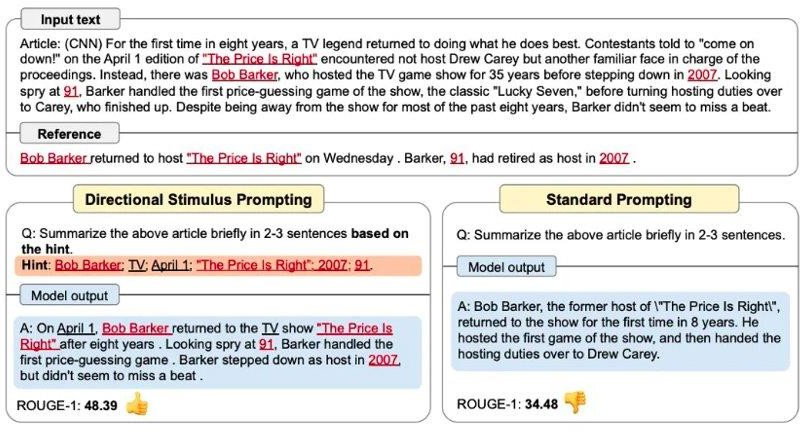 Input text
Article: (CNN) For the first time in eight years, a TV legend returned to doing what he does best. Contestants told to "come on
down!" on the April 1 edition of "The Price Is Right" encountered not host Drew Carey but another familiar face in charge of the
proceedings. Instead, there was Bob Barker, who hosted the TV game show for 35 years before stepping down in 2007. Looking
spry at 91, Barker handled the first price-guessing game of the show, the classic "Lucky Seven," before turning hosting duties over
to Carey, who finished up. Despite being away from the show for most of the past eight years, Barker didn't seem to miss a beat.
Reference
Bob Barker returned to host "The Price Is Right" on Wednesday . Barker, 91, had retired as host in 2007 .
Directional Stimulus Prompting
Q: Summarize the above article briefly in 2-3 sentences based on
the hint.
Hint: Bob Barker; TV; April 1; "The Price Is Right"; 2007; 91.
Model output
A: On April 1, Bob Barker returned to the TV show "The Price Is
Right" after eight years . Looking spry at 91, Barker handled the
first price-guessing game . Barker stepped down as host in 2007,
but didn't seem to miss a beat .
ROUGE-1: 48.39
Standard Prompting
Q: Summarize the above article briefly in 2-3 sentences.
Model output
A: Bob Barker, the former host of \"The Price Is Right\",
returned to the show for the first time in 8 years. He
hosted the first game of the show, and then handed the
hosting duties over to Drew Carey.
ROUGE-1: 34.48